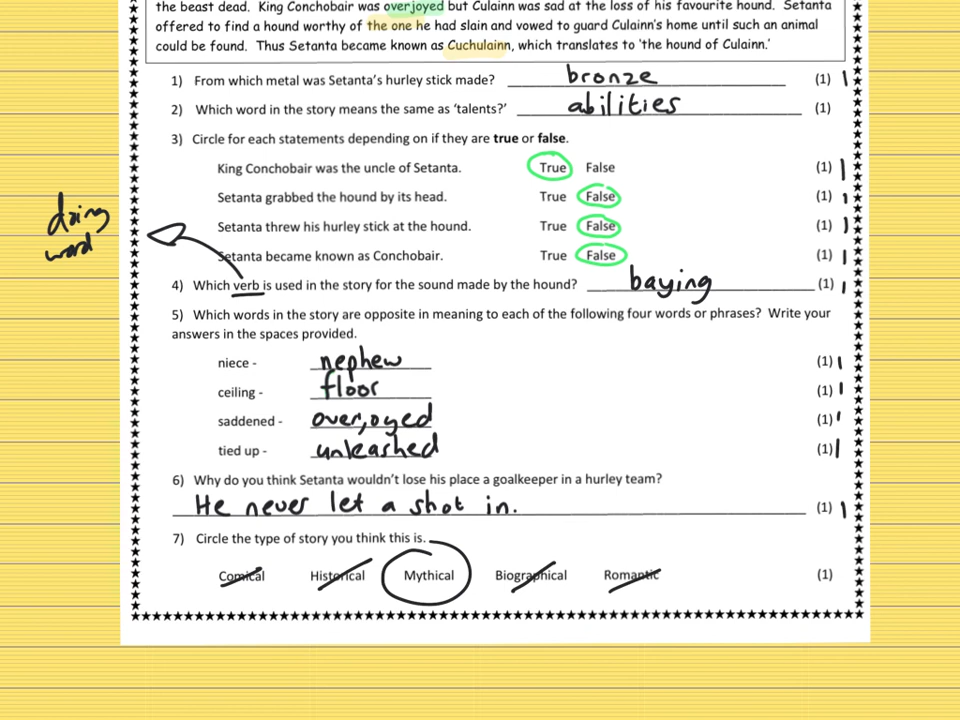 the beast dead. King Conchobair was overjoyed but Culainn was sad at the loss of his favourite hound. Setanta
offered to find a hound worthy of the one he had slain and vowed to guard Culainn's home until such an animal
could be found. Thus Setanta became known as Cuchulainn, which translates to 'the hound of Culainn.'
1) From which metal was Setanta's hurley stick made? bronze (1) 1
2) Which word in the story means the same as 'talents?' abilities (1)
3) Circle for each statements depending on if they are true or false.
King Conchobair was the uncle of Setanta. True False (1) 1
Setanta grabbed the hound by its head. True False (1) 1
doing
Setanta threw his hurley stick at the hound. True False (1) 1
word
Setanta became known as Conchobair. True False (1) 1
4) Which verb is used in the story for the sound made by the hound? baying (1) 1
5) Which words in the story are opposite in meaning to each of the following four words or phrases? Write your
answers in the spaces provided.
niece - nephew (1) 1
ceiling - floor (1) 1
saddened - overjoyed (1) 1
tied up - unleashed (1) 1
6) Why do you think Setanta wouldn't lose his place a goalkeeper in a hurley team?
He never let a shot in. (1) 1
7) Circle the type of story you think this is.
Comical Historical Mythical Biographical Romantic (1)